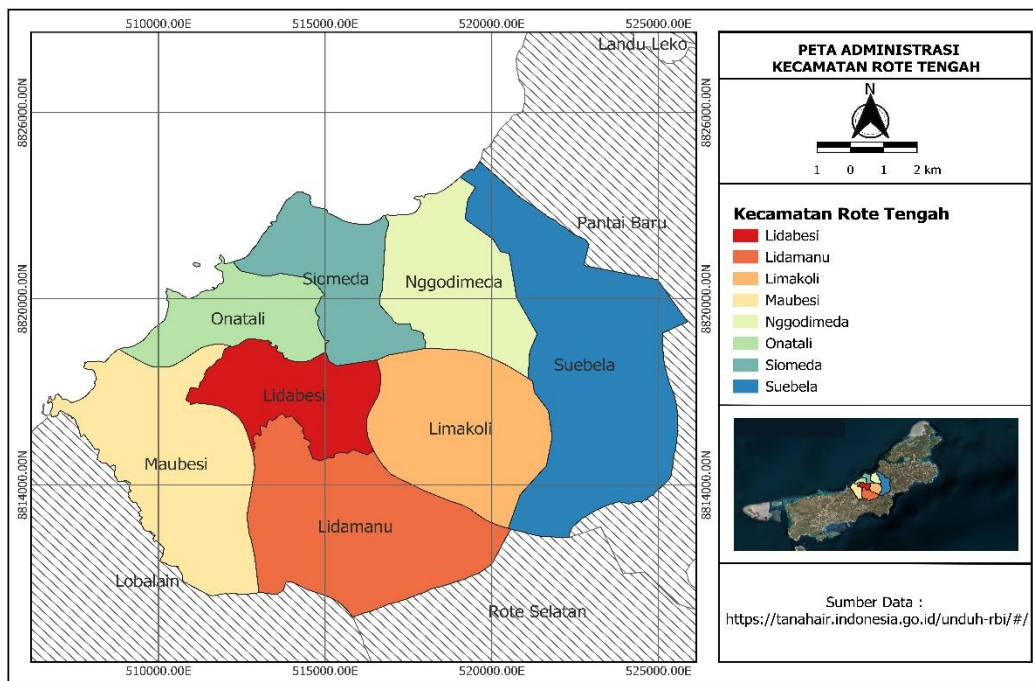 510000.00E
515000.00E
520000.00E
525000.00E
8826000.00N
8820000.00N
8814000.00N
8826000.00N
8820000.00N
8814000.00N
510000.00E
515000.00E
520000.00E
525000.00E
Landu Leko
Pantai Baru
Siomeda
Nggodimeda
Onatali
Suebela
Lidabesi
Limakoli
Maubesi
Lidamanu
Lobalain
Rote Selatan
PETA ADMINISTRASI
KECAMATAN ROTE TENGAH
N
1 0 1 2 km
Kecamatan Rote Tengah
Lidabesi
Lidamanu
Limakoli
Maubesi
Nggodimeda
Onatali
Siomeda
Suebela
Sumber Data :
https://tanahair.indonesia.go.id/unduh-rbi/#/